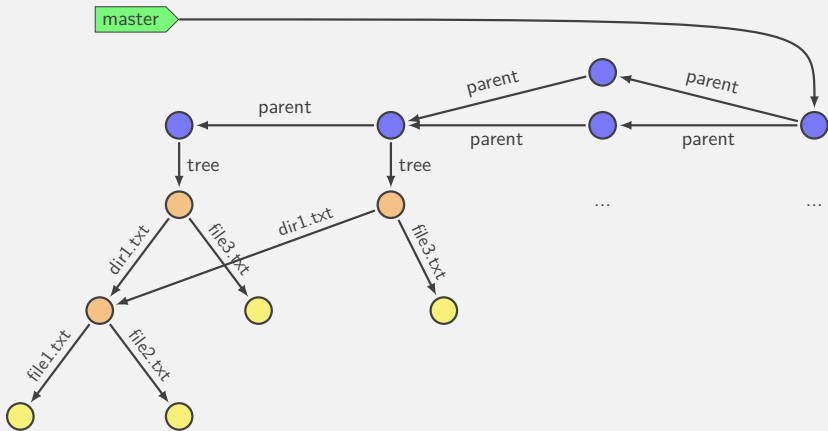 master
parent
parent
parent
parent
parent
tree
tree
...
...
dir1.txt
file3.txt
dir1.txt
file3.txt
file1.txt
file2.txt